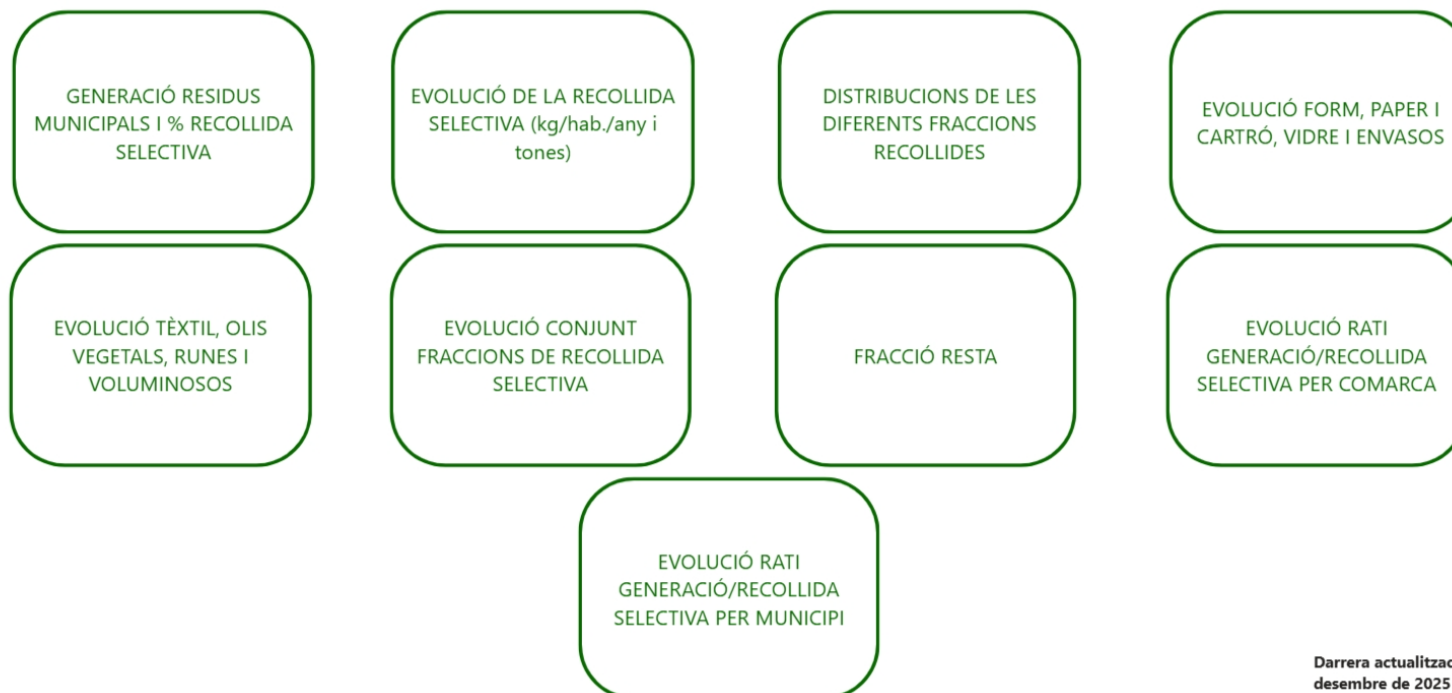 GENERACIÓ RESIDUS
MUNICIPALS I % RECOLLIDA
SELECTIVA
EVOLUCIÓ DE LA RECOLLIDA
SELECTIVA (kg/hab./any i
tones)
DISTRIBUCIONS DE LES
DIFERENTS FRACCIONS
RECOLLIDES
EVOLUCIÓ FORM, PAPER I
CARTRÓ, VIDRE I ENVASOS
EVOLUCIÓ TÈXTIL, OLIS
VEGETALS, RUNES I
VOLUMINOSOS
EVOLUCIÓ CONJUNT
FRACCIONS DE RECOLLIDA
SELECTIVA
FRACCIÓ RESTA
EVOLUCIÓ RATI
GENERACIÓ/RECOLLIDA
SELECTIVA PER COMARCA
EVOLUCIÓ RATI
GENERACIÓ/RECOLLIDA
SELECTIVA PER MUNICIPI
Darrera
desembre de 2025